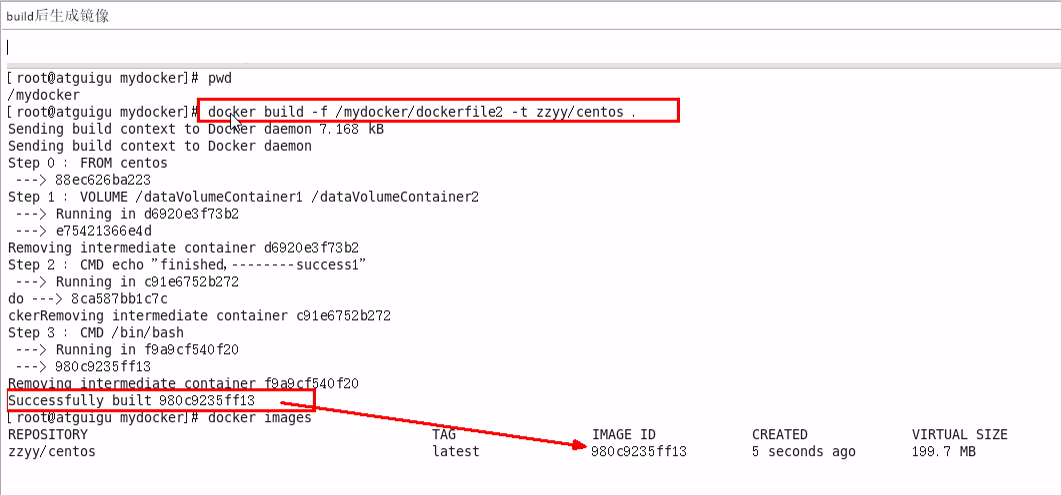 build后生成镜像
[root@atguigu mydocker]# pwd
/mydocker
[root@atguigu mydocker]# docker build -f /mydocker/dockerfile2 -t zzyy/centos .
Sending build context to Docker daemon 7.168 kB
Sending build context to Docker daemon
Step 0 : FROM centos
 ---> 88ec626ba223
Step 1 : VOLUME /dataVolumeContainer1 /dataVolumeContainer2
 ---> Running in d6920e3f73b2
 ---> e75421366e4d
Removing intermediate container d6920e3f73b2
Step 2 : CMD echo "finished,--------success1"
 ---> Running in c91e6752b272
do ---> 8ca587bb1c7c
ckerRemoving intermediate container c91e6752b272
Step 3 : CMD /bin/bash
 ---> Running in f9a9cf540f20
 ---> 980c9235ff13
Removing intermediate container f9a9cf540f20
Successfully built 980c9235ff13
[root@atguigu mydocker]# docker images
REPOSITORY TAG IMAGE ID CREATED VIRTUAL SIZE
zzyy/centos latest 980c9235ff13 5 seconds ago 199.7 MB